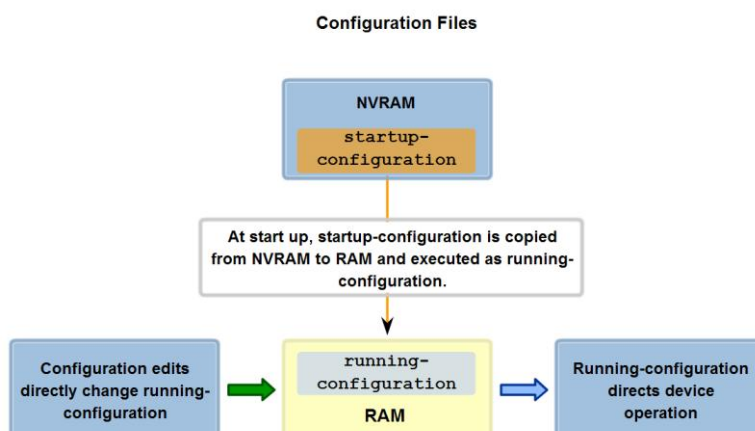 Configuration Files
NVRAM
startup-
configuration
At start up, startup-configuration is copied
from NVRAM to RAM and executed as running-
configuration.
Configuration edits
directly change running-
configuration
running-
configuration
RAM
Running-configuration
directs device
operation